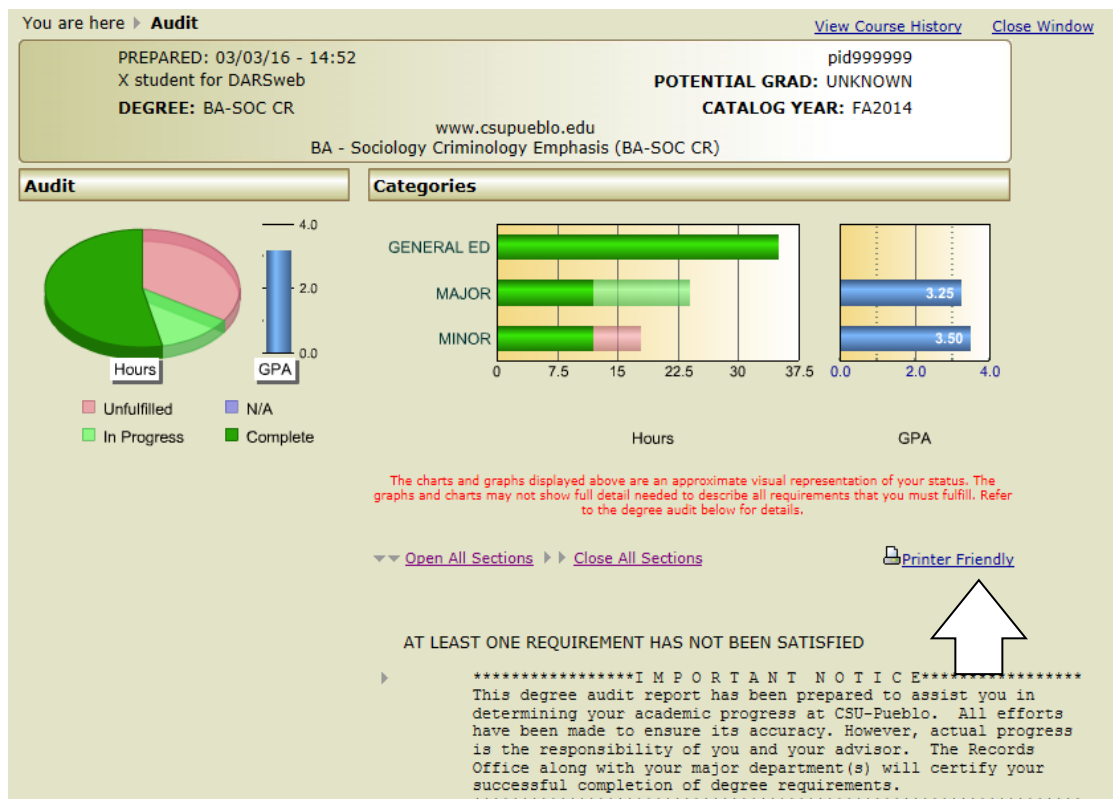 You are here Audit
View Course History Close Window
PREPARED: 03/03/16 - 14:52 pid999999
X student for DARSweb POTENTIAL GRAD: UNKNOWN
DEGREE: BA-SOC CR CATALOG YEAR: FA2014
www.csupueblo.edu
BA - Sociology Criminology Emphasis (BA-SOC CR)
Audit
4.0
2.0
0.0
Hours GPA
Unfulfilled N/A
In Progress Complete
Categories
GENERAL ED
MAJOR 3.25
MINOR 3.50
0 7.5 15 22.5 30 37.5 0.0 2.0 4.0
Hours GPA
The charts and graphs displayed above are an approximate visual representation of your status. The
graphs and charts may not show full detail needed to describe all requirements that you must fulfill. Refer
to the degree audit below for details.
Open All Sections Close All Sections Printer Friendly
AT LEAST ONE REQUIREMENT HAS NOT BEEN SATISFIED
*****************I M P O R T A N T   N O T I C E*****************
This degree audit report has been prepared to assist you in
determining your academic progress at CSU-Pueblo.  All efforts
have been made to ensure its accuracy. However, actual progress
is the responsibility of you and your advisor.  The Records
Office along with your major department(s) will certify your
successful completion of degree requirements.